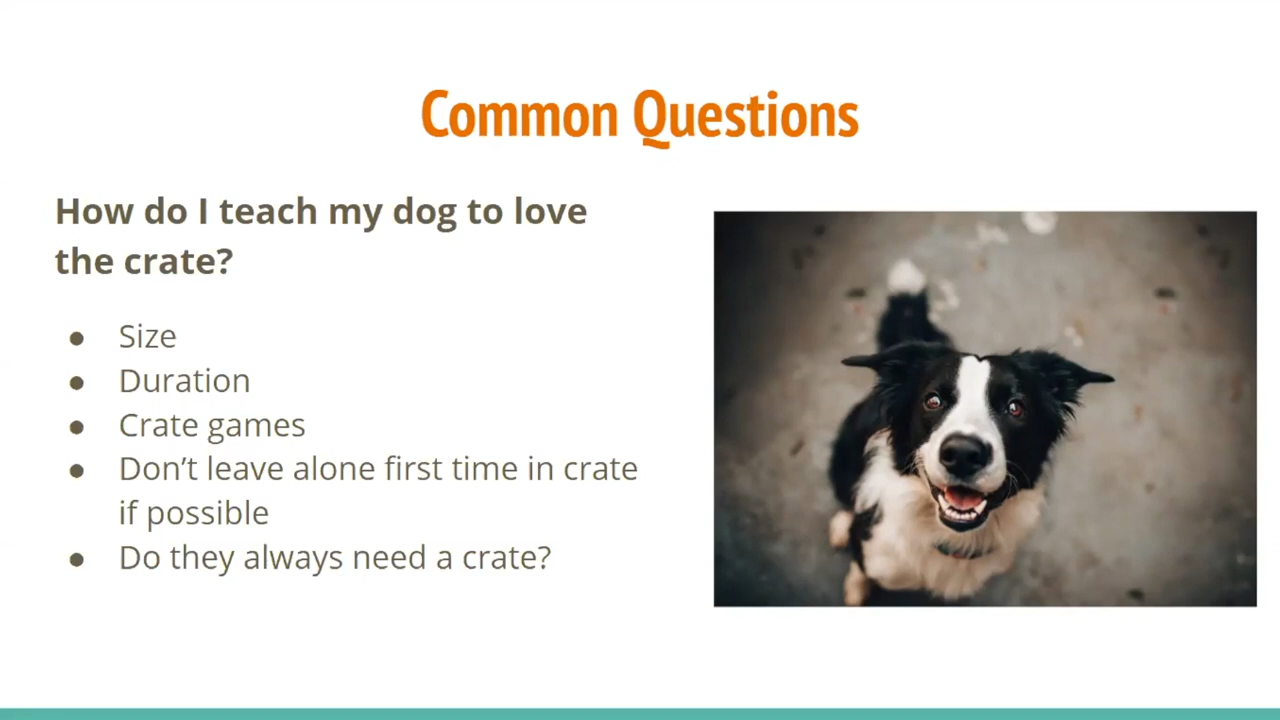 Common Questions
How do I teach my dog to love
the crate?
● Size
● Duration
● Crate games
● Don’t leave alone first time in crate
if possible
● Do they always need a crate?